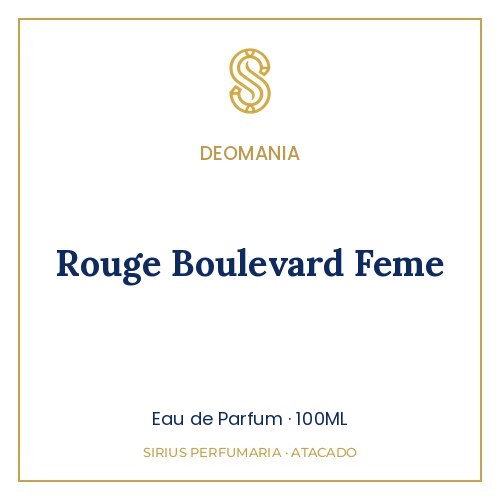 DEOMANIA
Rouge Boulevard Feme
Eau de Parfum · 100ML
SIRIUS PERFUMARIA · ATACADO